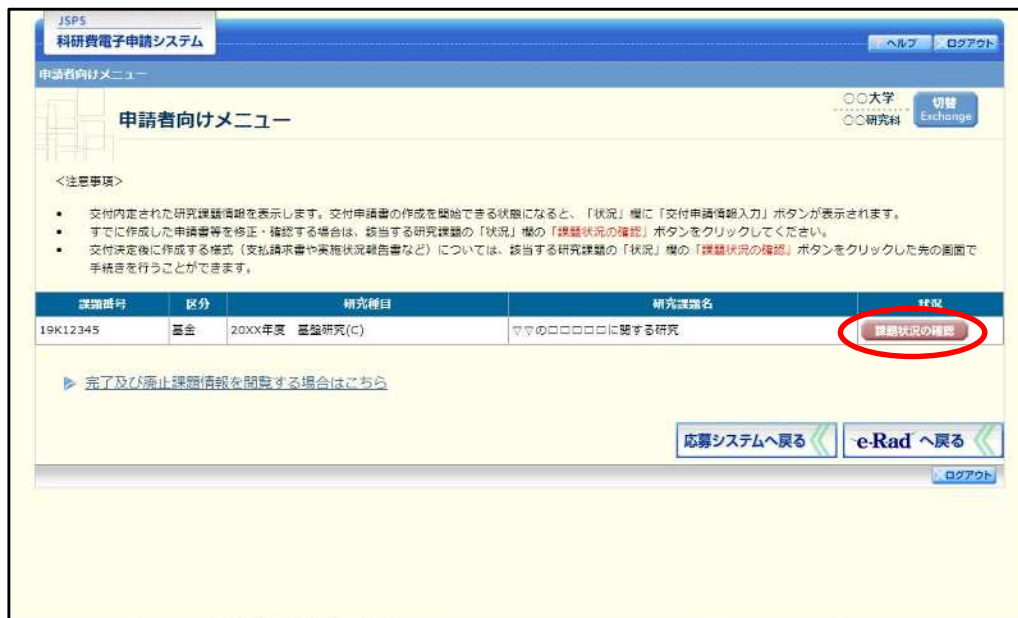 JSPS
科研費電子申請システム
ヘルプ ログアウト
申請者向けメニュー
申請者向けメニュー
○○大学
○○研究科
切替
Exchange
<注意事項>
• 交付内定された研究課題情報を表示します。交付申請書の作成を開始できる状態になると、「状況」欄に「交付申請情報入力」ボタンが表示されます。
• すでに作成した申請書等を修正・確認する場合は、該当する研究課題の「状況」欄の「課題状況の確認」ボタンをクリックしてください。
• 交付決定後に作成する様式（支払請求書や実施状況報告書など）については、該当する研究課題の「状況」欄の「課題状況の確認」ボタンをクリックした先の画面で
手続きを行うことができます。
課題番号 区分 研究種目 研究課題名 状況
19K12345 基金 20XX年度 基盤研究(C) ▽▽の□□□□□に関する研究 課題状況の確認
完了及び廃止課題情報を閲覧する場合はこちら
応募システムへ戻る e-Rad へ戻る
ログアウト